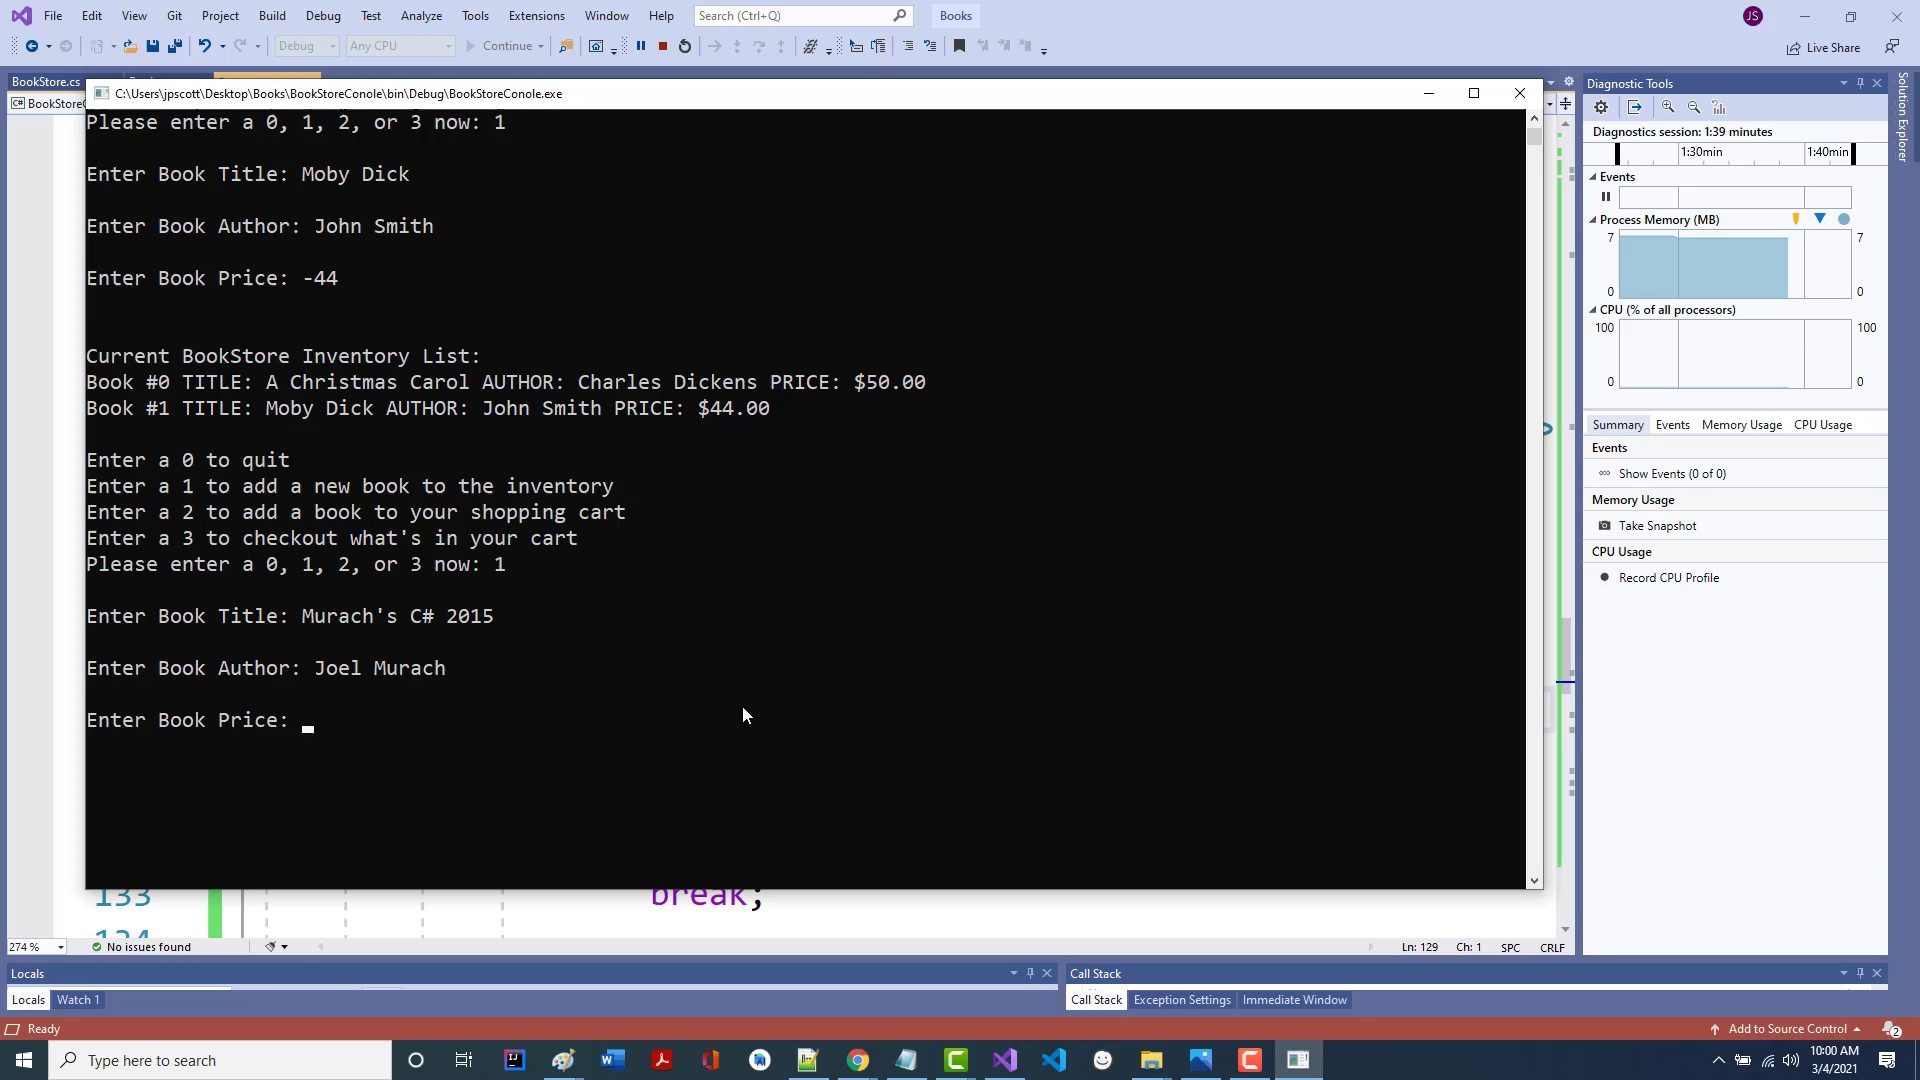 File Edit View Git Project Build Debug Test Analyze Tools Extensions Window Help Search (Ctrl+Q) Books JS
Debug Any CPU Continue Live Share
BookStore.cs
C:\Users\jpscott\Desktop\Books\BookStoreConole\bin\Debug\BookStoreConole.exe
Please enter a 0, 1, 2, or 3 now: 1
Enter Book Title: Moby Dick
Enter Book Author: John Smith
Enter Book Price: -44
Current BookStore Inventory List:
Book #0 TITLE: A Christmas Carol AUTHOR: Charles Dickens PRICE: $50.00
Book #1 TITLE: Moby Dick AUTHOR: John Smith PRICE: $44.00
Enter a 0 to quit
Enter a 1 to add a new book to the inventory
Enter a 2 to add a book to your shopping cart
Enter a 3 to checkout what's in your cart
Please enter a 0, 1, 2, or 3 now: 1
Enter Book Title: Murach's C# 2015
Enter Book Author: Joel Murach
Enter Book Price:
133 break;
134
274 % No issues found Ln: 129 Ch: 1 SPC CRLF
Diagnostic Tools
Diagnostics session: 1:39 minutes
1:30min 1:40min
Events
Process Memory (MB)
7 7
0 0
CPU (% of all processors)
100 100
0 0
Summary Events Memory Usage CPU Usage
Events
Show Events (0 of 0)
Memory Usage
Take Snapshot
CPU Usage
Record CPU Profile
Solution Explorer
Locals
Locals Watch 1
Call Stack
Call Stack Exception Settings Immediate Window
Ready Add to Source Control 2
Type here to search
10:00 AM
3/4/2021